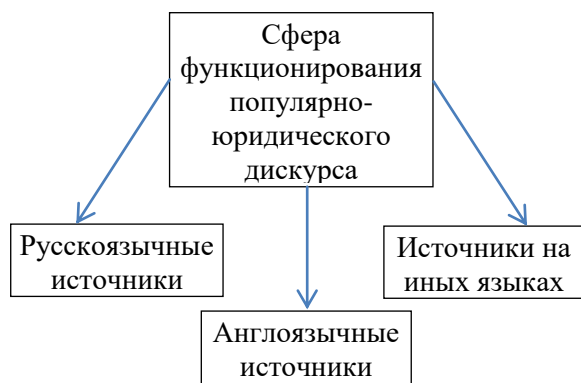 Сфера
функционирования
популярно-
юридического
дискурса
Русскоязычные
источники
Источники на
иных языках
Англоязычные
источники